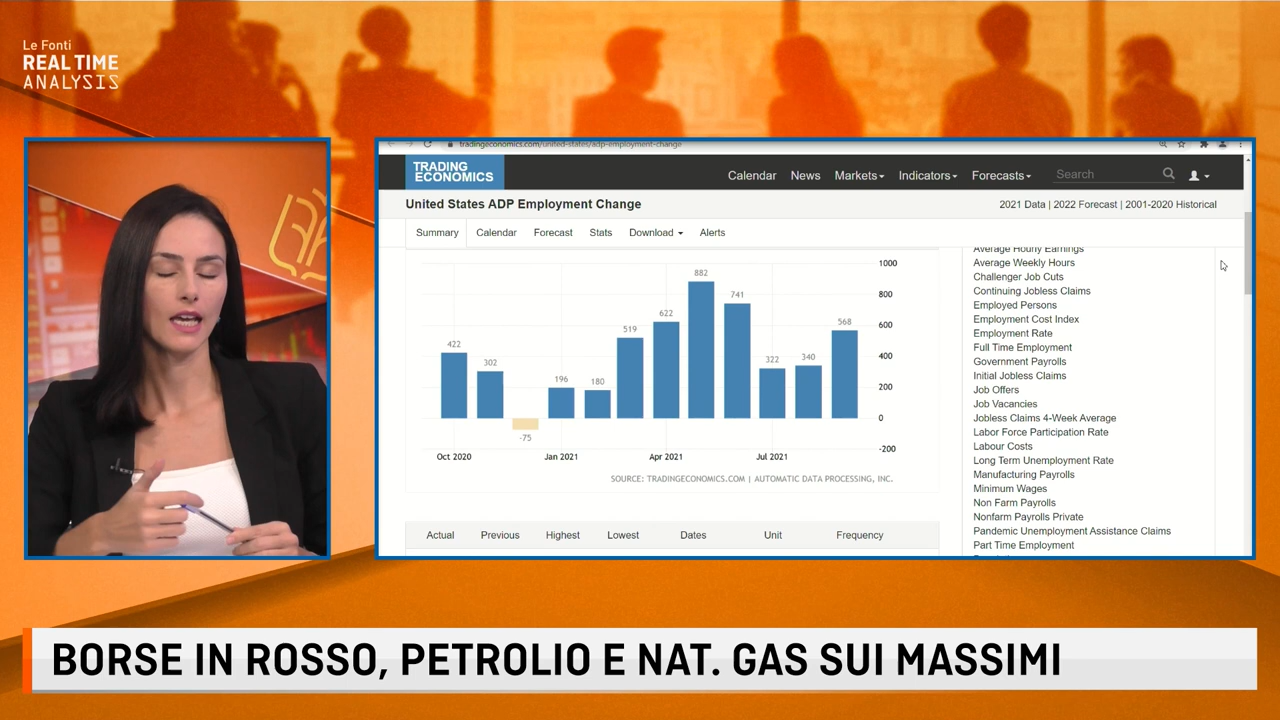 Le Fonti
REAL TIME
ANALYSIS
tradingeconomics.com/united-states/adp-employment-change
TRADING
ECONOMICS
Calendar News Markets Indicators Forecasts Search
United States ADP Employment Change
2021 Data | 2022 Forecast | 2001-2020 Historical
Summary Calendar Forecast Stats Download Alerts
1000
800
600
400
200
0
-200
422
302
-75
196
180
519
622
882
741
322
340
568
Oct 2020 Jan 2021 Apr 2021 Jul 2021
SOURCE: TRADINGECONOMICS.COM | AUTOMATIC DATA PROCESSING, INC.
Actual Previous Highest Lowest Dates Unit Frequency
Average Hourly Earnings
Average Weekly Hours
Challenger Job Cuts
Continuing Jobless Claims
Employed Persons
Employment Cost Index
Employment Rate
Full Time Employment
Government Payrolls
Initial Jobless Claims
Job Offers
Job Vacancies
Jobless Claims 4-Week Average
Labor Force Participation Rate
Labour Costs
Long Term Unemployment Rate
Manufacturing Payrolls
Minimum Wages
Non Farm Payrolls
Nonfarm Payrolls Private
Pandemic Unemployment Assistance Claims
Part Time Employment
BORSE IN ROSSO, PETROLIO E NAT. GAS SUI MASSIMI